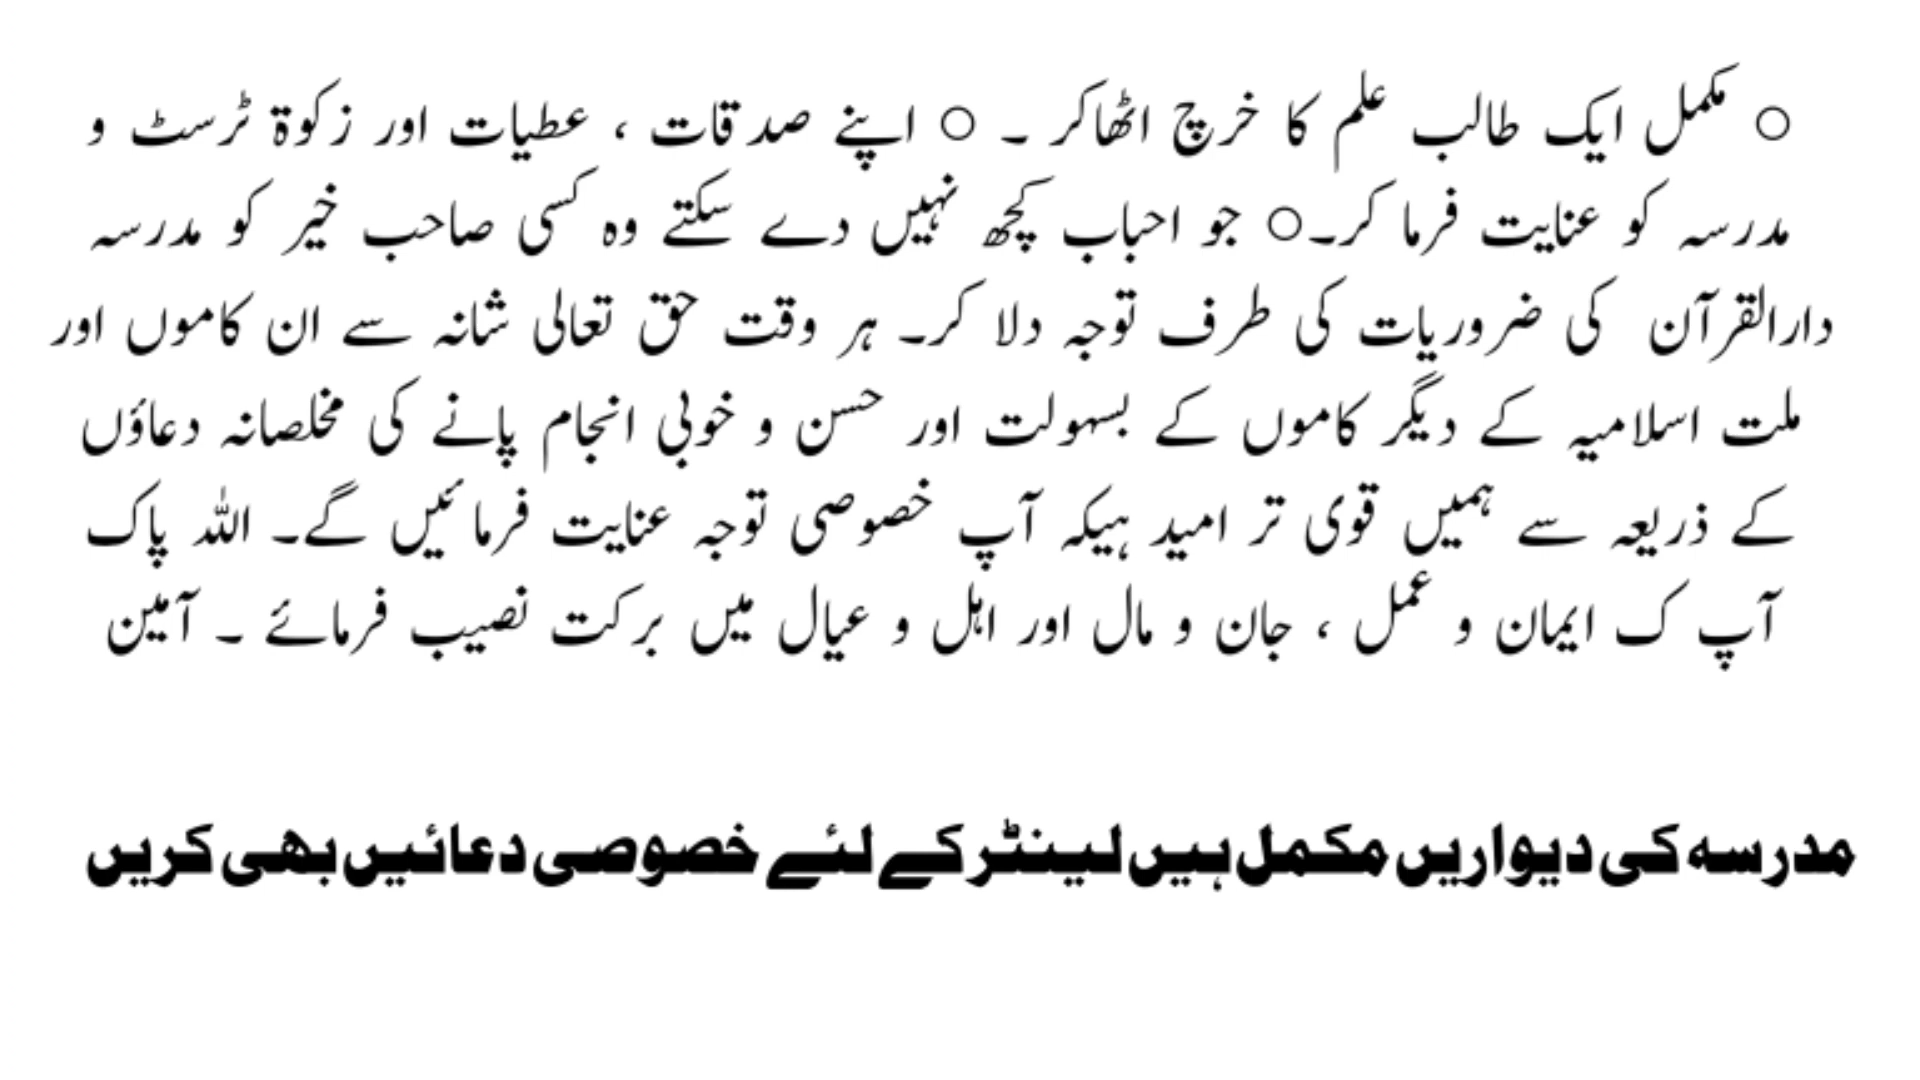 ○ مکمل ایک طالب علم کا خرچ اٹھاکر ۔ ○ اپنے صدقات ، عطیات اور زکوۃ ٹرسٹ و
مدرسہ کو عنایت فرما کر۔○ جو احباب کچھ نہیں دے سکتے وہ کسی صاحب خیر کو مدرسہ
دارالقرآن کی ضروریات کی طرف توجہ دلا کر۔ ہر وقت حق تعالی شانہ سے ان کاموں اور
ملت اسلامیہ کے دیگر کاموں کے بسہولت اور حسن و خوبی انجام پانے کی مخلصانہ دعاؤں
کے ذریعہ سے ہمیں قوی تر امید ہیکہ آپ خصوصی توجہ عنایت فرمائیں گے۔ اللہ پاک
آپ ک ایمان و عمل ، جان و مال اور اہل و عیال میں برکت نصیب فرمائے ۔ آمین
مدرسہ کی دیواریں مکمل ہیں لینٹر کے لئے خصوصی دعائیں بھی کریں